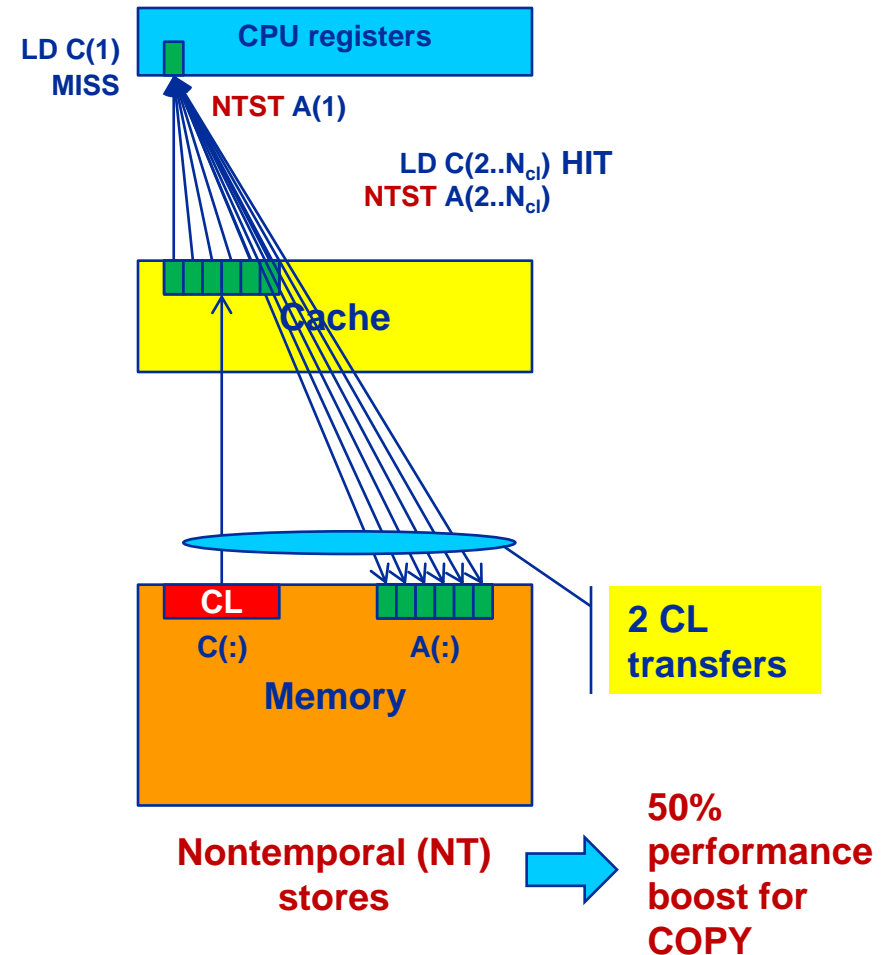 CPU registers
LD C(1)
MISS
NTST A(1)
LD C(2..Ncl) HIT
NTST A(2..Ncl)
Cache
CL
C(:)
A(:)
Memory
2 CL
transfers
Nontemporal (NT)
stores
50%
performance
boost for
COPY